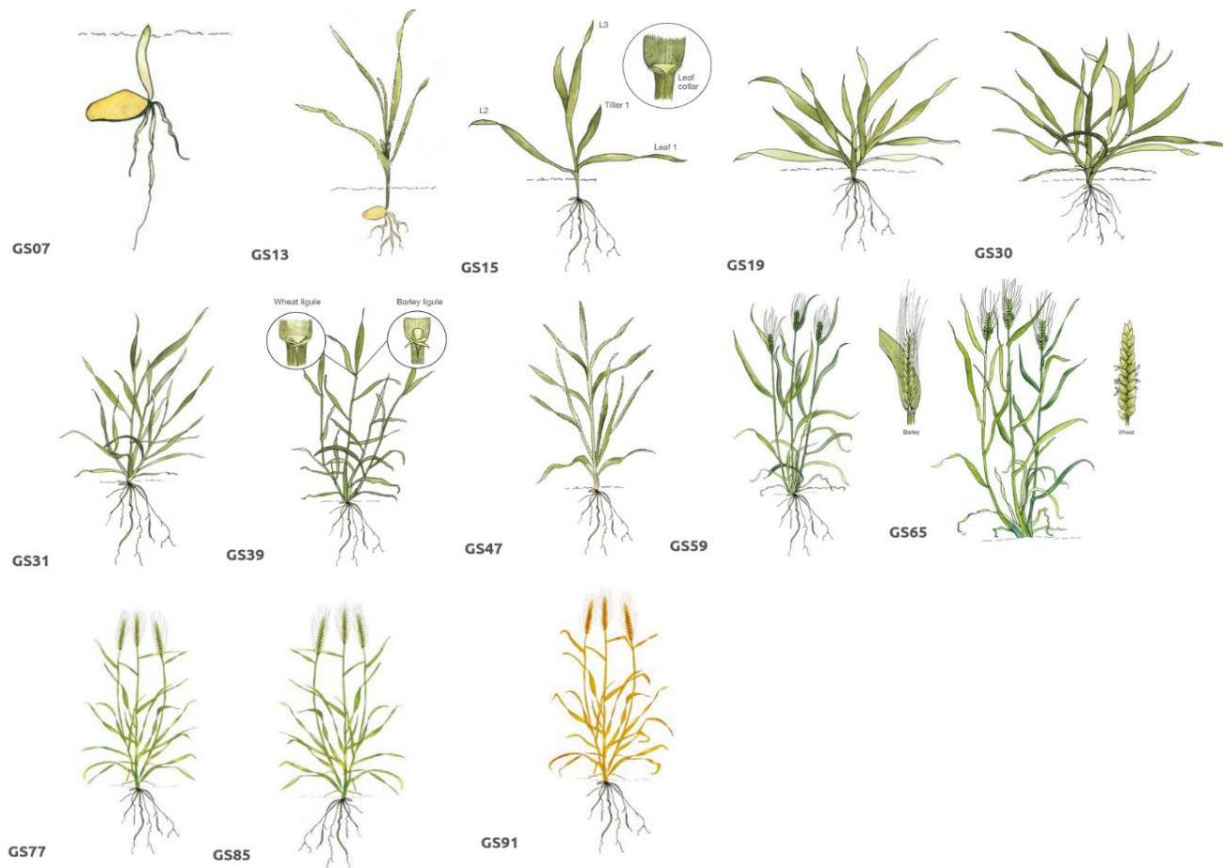 L3
Leaf
collar
L2
Tiller 1
Leaf 1
GS07
GS13
GS15
GS19
GS30
Wheat ligule
Barley ligule
Barley
Wheat
GS31
GS39
GS47
GS59
GS65
GS77
GS85
GS91